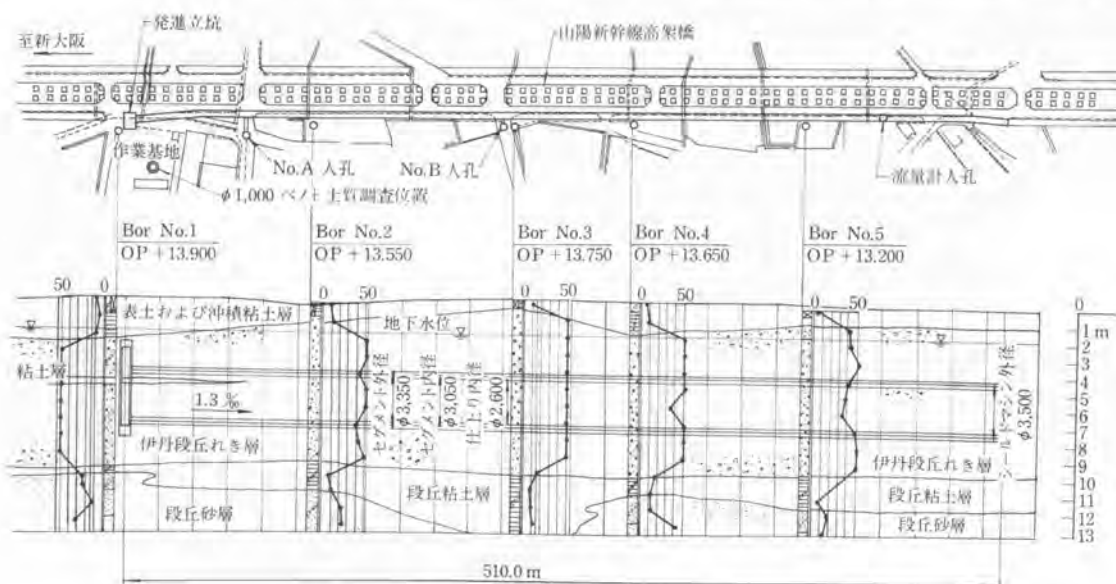 発進立坑
至新大阪
山陽新幹線高架橋
作業基地
No.A 人孔
No.B 人孔
流量計人孔
φ1,000 ベノト土質調査位置
Bor No.1
OP+13.900
Bor No.2
OP+13.550
Bor No.3
OP+13.750
Bor No.4
OP+13.650
Bor No.5
OP+13.200
50 0
0 50
0 50
0 50
0 50
0
1m
2
3
4
5
6
7
8
9
10
11
12
13
表土および沖積粘土層
地下水位
粘土層
1.3 ‰
セグメント外径
φ3,350
セグメント内径
φ3,050
仕上り内径
φ2,600
シールドマシン外径
φ3,500
伊丹段丘れき層
伊丹段丘れき層
段丘粘土層
段丘粘土層
段丘砂層
段丘砂層
510.0m